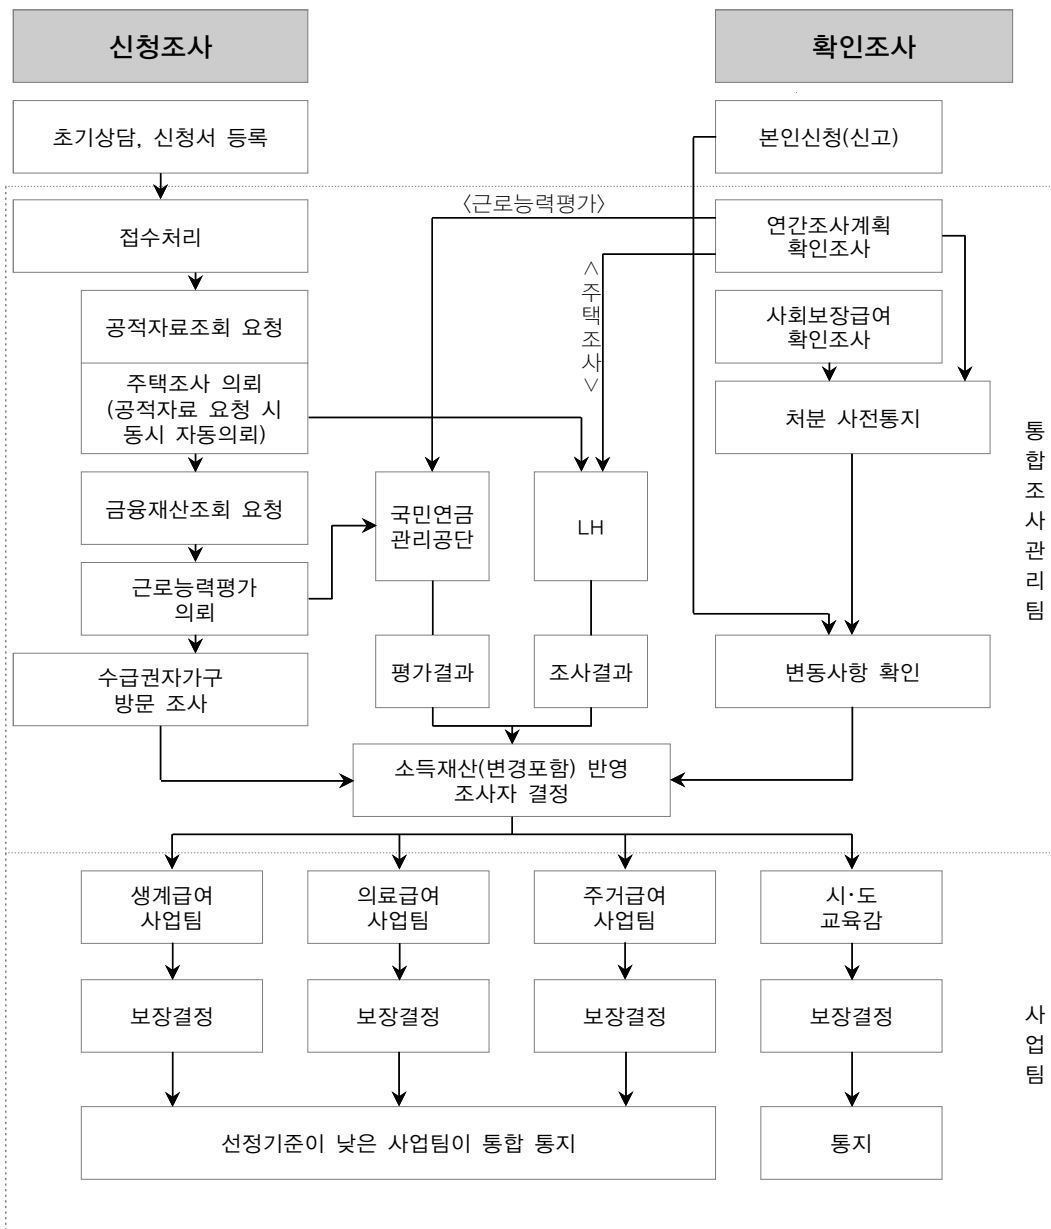 신청조사
확인조사
초기상담, 신청서 등록
본인신청(신고)
〈근로능력평가〉
접수처리
연간조사계획
확인조사
〈주택조사〉
공적자료조회 요청
사회보장급여
확인조사
주택조사 의뢰
(공적자료 요청 시
동시 자동의뢰)
처분 사전통지
통합조사관리팀
금융재산조회 요청
국민연금
관리공단
LH
근로능력평가
의뢰
수급권자가구
방문 조사
평가결과
조사결과
변동사항 확인
소득재산(변경포함) 반영
조사자 결정
생계급여
사업팀
의료급여
사업팀
주거급여
사업팀
시·도
교육감
보장결정
보장결정
보장결정
보장결정
사업팀
선정기준이 낮은 사업팀이 통합 통지
통지